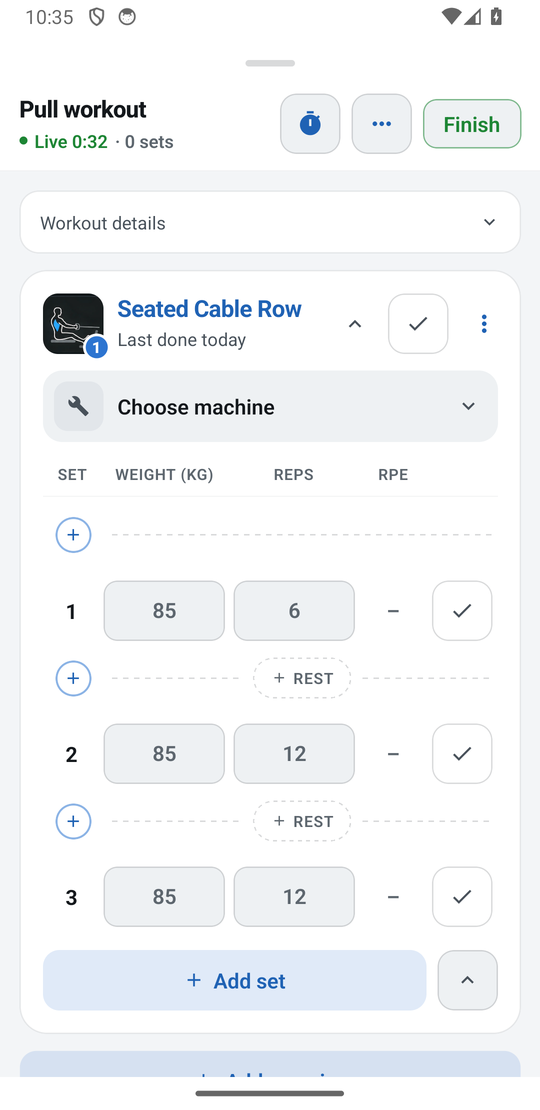 10:35
Pull workout
Live 0:32 · 0 sets
Finish
Workout details
Seated Cable Row
1
Last done today
Choose machine
SET WEIGHT (KG) REPS RPE
1 85 6 –
+ REST
2 85 12 –
+ REST
3 85 12 –
+ Add set